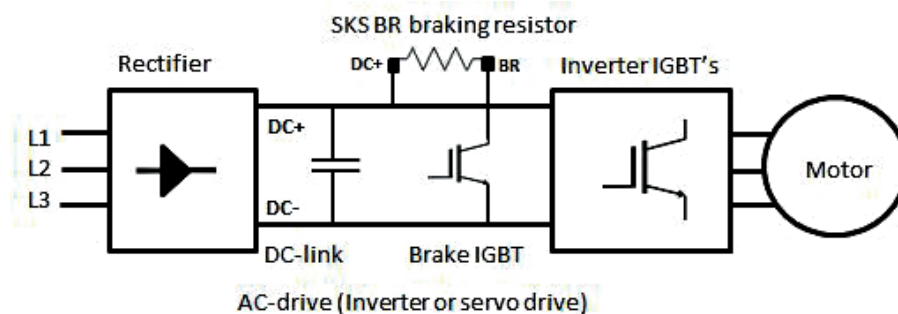 SKS BR braking resistor
Rectifier
DC+
BR
Inverter IGBT's
L1
L2
L3
DC+
DC-
Motor
DC-link
Brake IGBT
AC-drive (Inverter or servo drive)